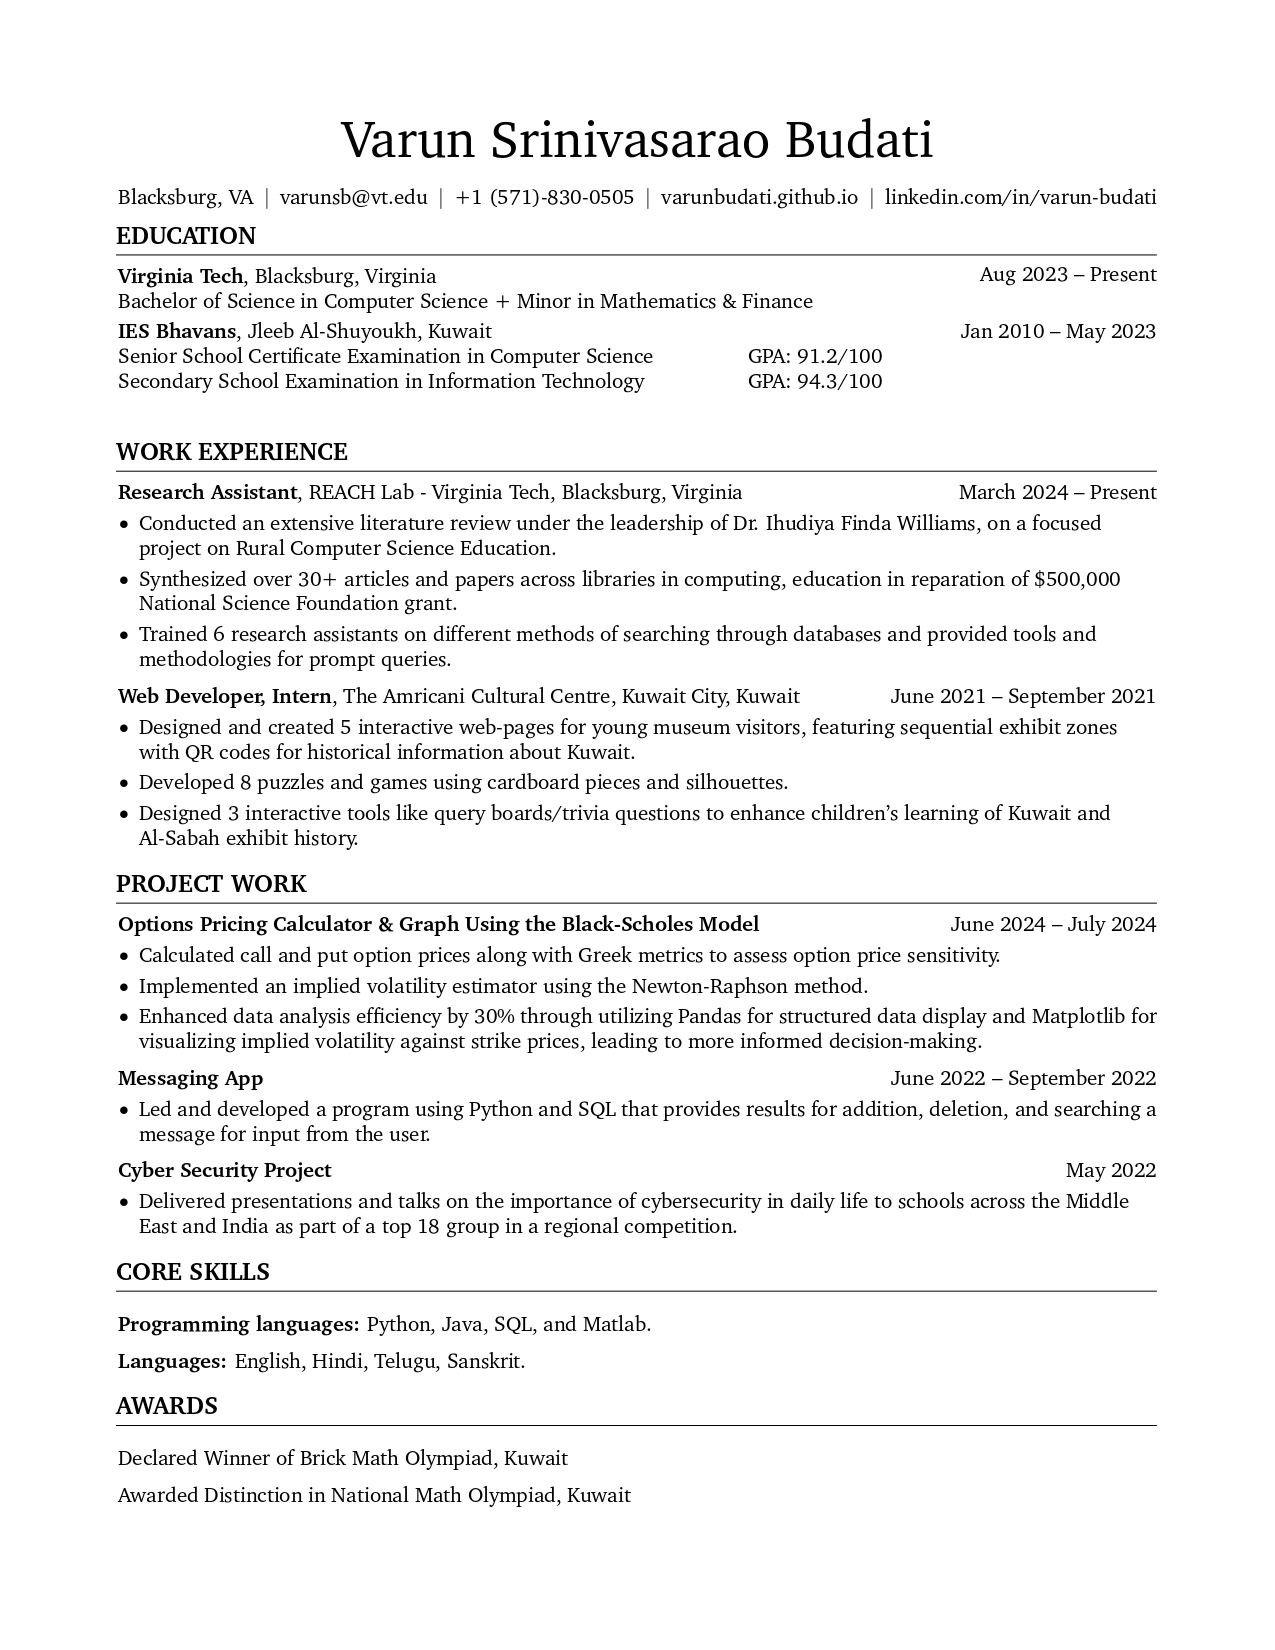 Varun Srinivasarao Budati
Blacksburg, VA | varunsb@vt.edu | +1 (571)-830-0505 | varunbudati.github.io | linkedin.com/in/varun-budati
EDUCATION
Virginia Tech, Blacksburg, Virginia Aug 2023 – Present
Bachelor of Science in Computer Science + Minor in Mathematics & Finance
IES Bhavans, Jleeb Al-Shuyoukh, Kuwait Jan 2010 – May 2023
Senior School Certificate Examination in Computer Science GPA: 91.2/100
Secondary School Examination in Information Technology GPA: 94.3/100
WORK EXPERIENCE
Research Assistant, REACH Lab - Virginia Tech, Blacksburg, Virginia March 2024 – Present
• Conducted an extensive literature review under the leadership of Dr. Ihudiya Finda Williams, on a focused
project on Rural Computer Science Education.
• Synthesized over 30+ articles and papers across libraries in computing, education in reparation of $500,000
National Science Foundation grant.
• Trained 6 research assistants on different methods of searching through databases and provided tools and
methodologies for prompt queries.
Web Developer, Intern, The Amricani Cultural Centre, Kuwait City, Kuwait June 2021 – September 2021
• Designed and created 5 interactive web-pages for young museum visitors, featuring sequential exhibit zones
with QR codes for historical information about Kuwait.
• Developed 8 puzzles and games using cardboard pieces and silhouettes.
• Designed 3 interactive tools like query boards/trivia questions to enhance children’s learning of Kuwait and
Al-Sabah exhibit history.
PROJECT WORK
Options Pricing Calculator & Graph Using the Black-Scholes Model June 2024 – July 2024
• Calculated call and put option prices along with Greek metrics to assess option price sensitivity.
• Implemented an implied volatility estimator using the Newton-Raphson method.
• Enhanced data analysis efficiency by 30% through utilizing Pandas for structured data display and Matplotlib for
visualizing implied volatility against strike prices, leading to more informed decision-making.
Messaging App June 2022 – September 2022
• Led and developed a program using Python and SQL that provides results for addition, deletion, and searching a
message for input from the user.
Cyber Security Project May 2022
• Delivered presentations and talks on the importance of cybersecurity in daily life to schools across the Middle
East and India as part of a top 18 group in a regional competition.
CORE SKILLS
Programming languages: Python, Java, SQL, and Matlab.
Languages: English, Hindi, Telugu, Sanskrit.
AWARDS
Declared Winner of Brick Math Olympiad, Kuwait
Awarded Distinction in National Math Olympiad, Kuwait